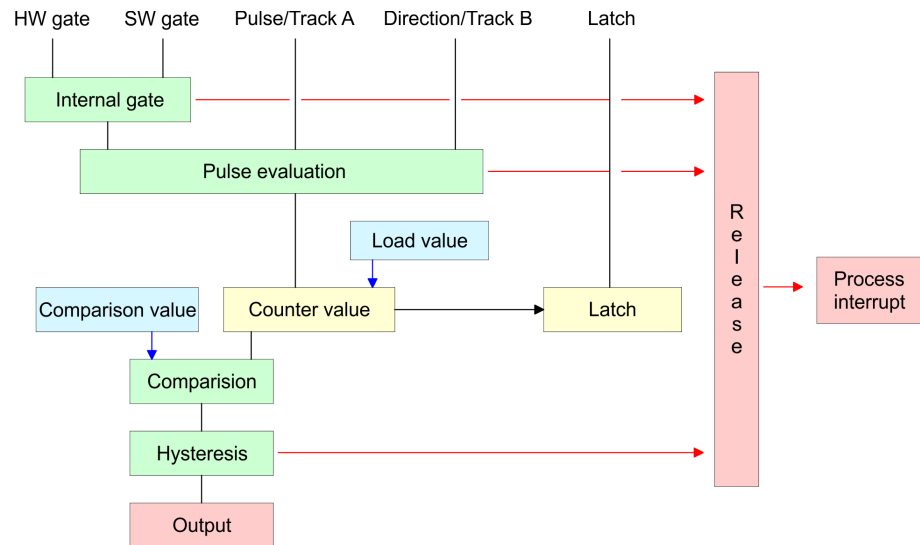 HW gate
SW gate
Pulse/Track A
Direction/Track B
Latch
Internal gate
Pulse evaluation
Load value
Comparison value
Counter value
Latch
Comparision
Hysteresis
Output
Release
Process
interrupt